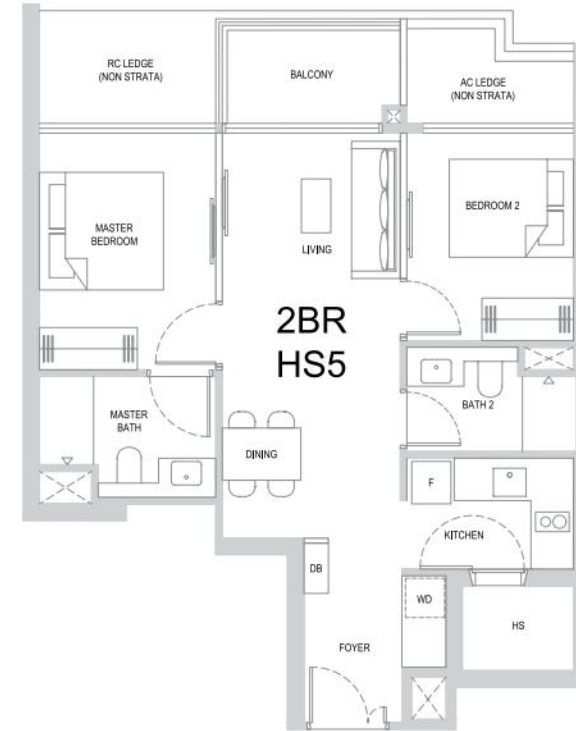 RC LEDGE
(NON STRATA)
BALCONY
AC LEDGE
(NON STRATA)
MASTER
BEDROOM
BEDROOM 2
LIVING
2BR
HS5
MASTER
BATH
BATH 2
DINING
F
KITCHEN
DB
WD
HS
FOYER